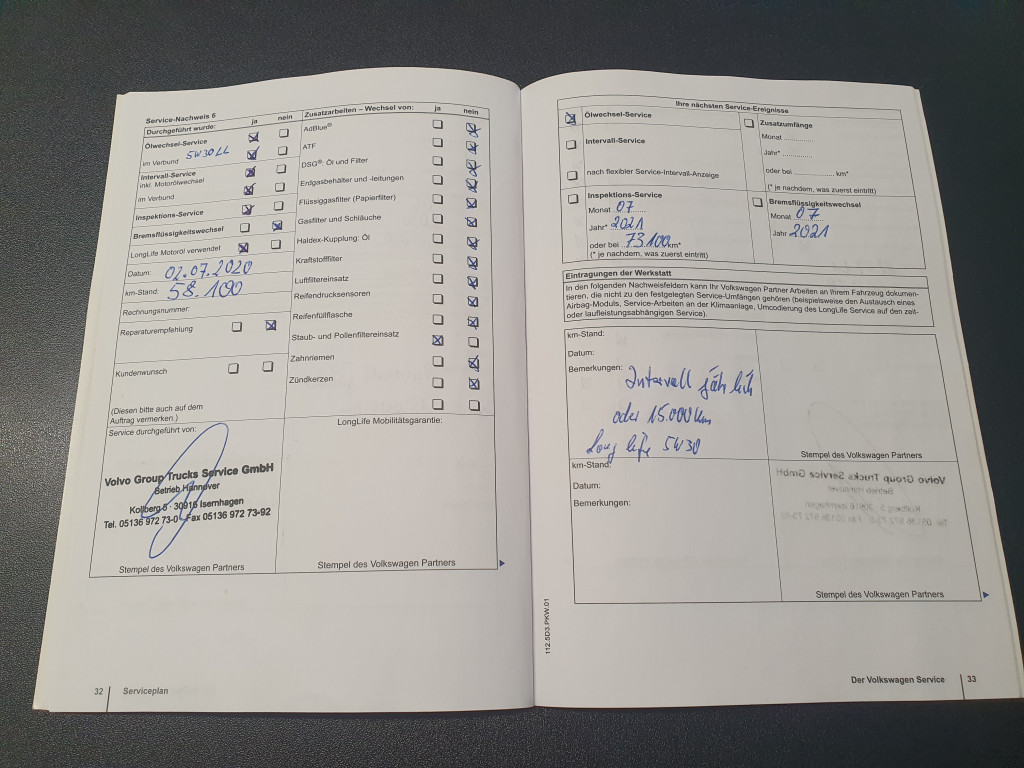 Service-Nachweis 6
Durchgeführt wurde: ja nein
Ölwechsel-Service
im Verbund 5W30LL
Intervall-Service
inkl. Motorölwechsel
im Verbund
Inspektions-Service
Bremsflüssigkeitswechsel
LongLife Motoröl verwendet
Datum: 02.07.2020
km-Stand: 58.100
Rechnungsnummer:
Reparaturempfehlung
Kundenwunsch
(Diesen bitte auch auf dem
Auftrag vermerken.)
Zusatzarbeiten – Wechsel von: ja nein
AdBlue®
ATF
DSG®: Öl und Filter
Erdgasbehälter und -leitungen
Flüssiggasfilter (Papierfilter)
Gasfilter und Schläuche
Haldex-Kupplung: Öl
Kraftstofffilter
Luftfiltereinsatz
Reifendrucksensoren
Reifenfüllflasche
Staub- und Pollenfiltereinsatz
Zahnriemen
Zündkerzen
Service durchgeführt von:
Volvo Group Trucks Service GmbH
Betrieb Hannover
Kolberg 5 · 30916 Isernhagen
Tel. 05136 972 73-0 · Fax 05136 972 73-92
Stempel des Volkswagen Partners
LongLife Mobilitätsgarantie:
Stempel des Volkswagen Partners
32 Serviceplan
Ihre nächsten Service-Ereignisse
Ölwechsel-Service
Intervall-Service
nach flexibler Service-Intervall-Anzeige
Inspektions-Service
Monat 07
Jahr* 2021
oder bei 73100 km*
(* je nachdem, was zuerst eintritt)
Zusatzumfänge
Monat
Jahr*
oder bei km*
(* je nachdem, was zuerst eintritt)
Bremsflüssigkeitswechsel
Monat 07
Jahr 2021
Eintragungen der Werkstatt
In den folgenden Nachweisfeldern kann Ihr Volkswagen Partner Arbeiten an Ihrem Fahrzeug dokumen-
tieren, die nicht zu den festgelegten Service-Umfängen gehören (beispielsweise den Austausch eines
Airbag-Moduls, Service-Arbeiten an der Klimaanlage, Umcodierung des LongLife Service auf den zeit-
oder laufleistungsabhängigen Service).
km-Stand:
Datum:
Bemerkungen: Intervall jährlich
oder 15.000 km
Long life 5W30
Stempel des Volkswagen Partners
km-Stand:
Datum:
Bemerkungen:
Volvo Group Trucks Service GmbH
Stempel des Volkswagen Partners
112.5D3.PKW.01
Der Volkswagen Service 33